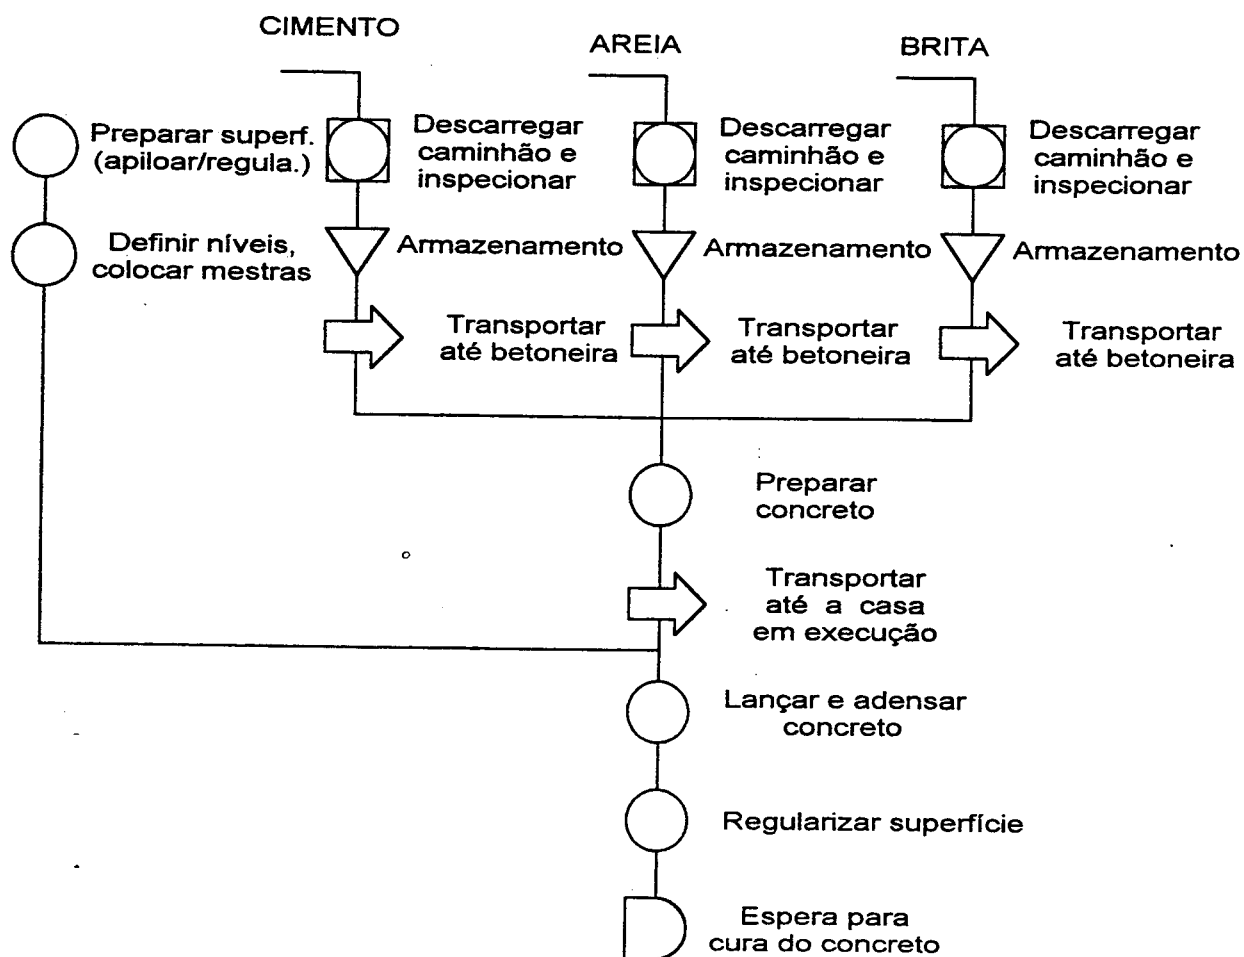 CIMENTO
AREIA
BRITA
Preparar superf.
(apiloar/regula.)
Descarregar
caminhão e
inspecionar
Descarregar
caminhão e
inspecionar
Descarregar
caminhão e
inspecionar
Definir níveis,
colocar mestras
Armazenamento
Armazenamento
Armazenamento
Transportar
até betoneira
Transportar
até betoneira
Transportar
até betoneira
Preparar
concreto
Transportar
até a casa
em execução
Lançar e adensar
concreto
Regularizar superfície
Espera para
cura do concreto